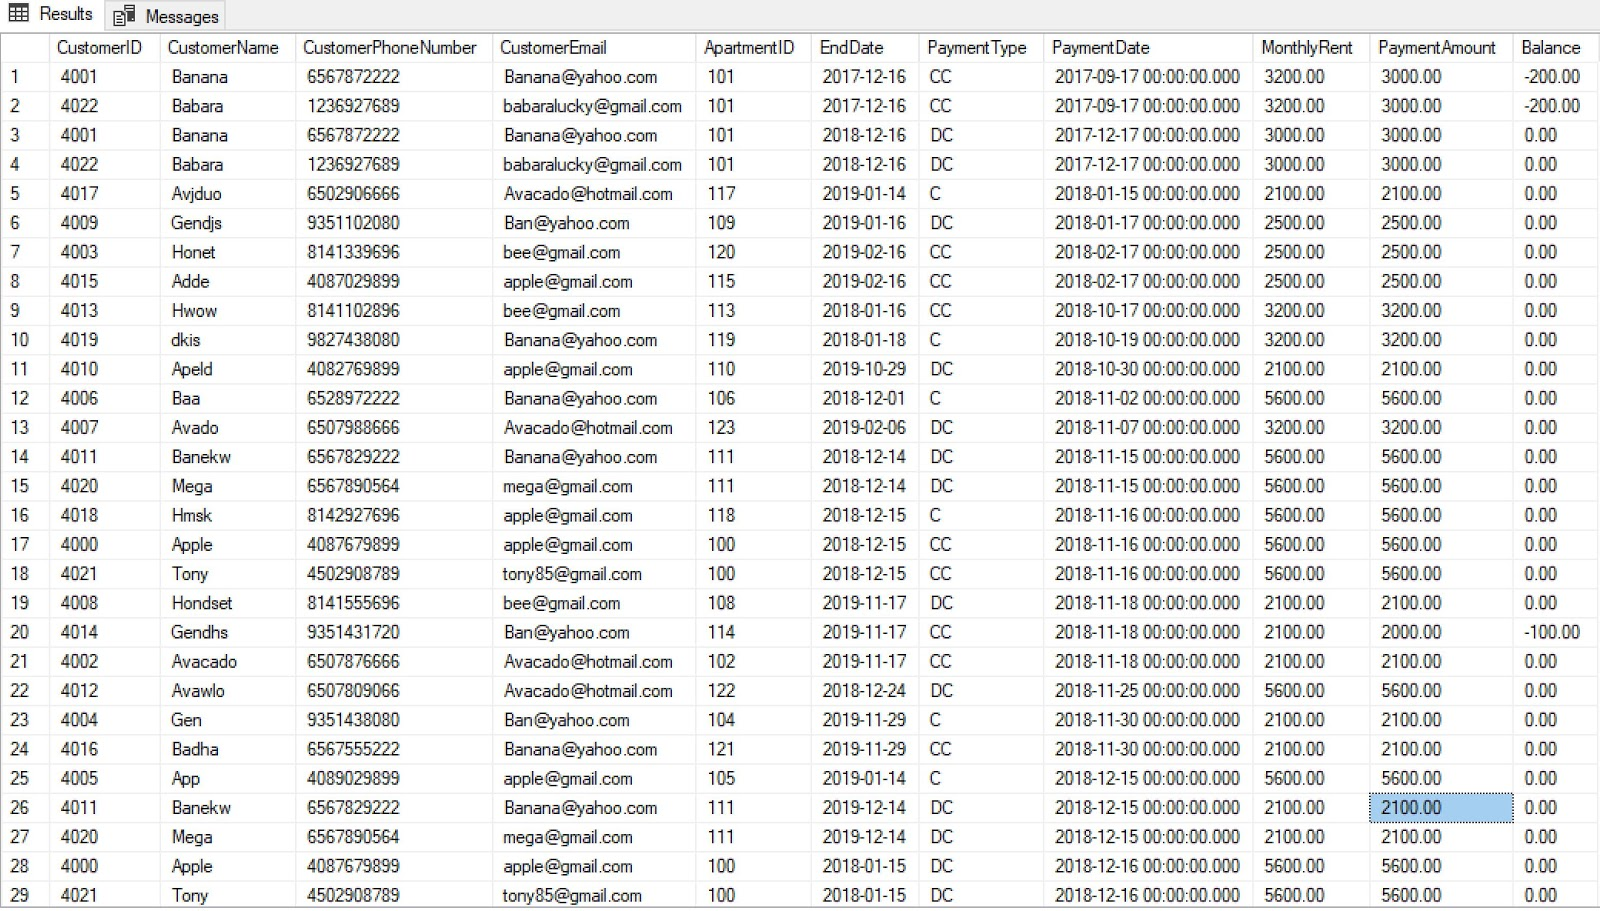 Results Messages
CustomerID CustomerName CustomerPhoneNumber CustomerEmail ApartmentID EndDate PaymentType PaymentDate MonthlyRent PaymentAmount Balance
1 4001 Banana 6567872222 Banana@yahoo.com 101 2017-12-16 CC 2017-09-17 00:00:00.000 3200.00 3000.00 -200.00
2 4022 Babara 1236927689 babaralucky@gmail.com 101 2017-12-16 CC 2017-09-17 00:00:00.000 3200.00 3000.00 -200.00
3 4001 Banana 6567872222 Banana@yahoo.com 101 2018-12-16 DC 2017-12-17 00:00:00.000 3000.00 3000.00 0.00
4 4022 Babara 1236927689 babaralucky@gmail.com 101 2018-12-16 DC 2017-12-17 00:00:00.000 3000.00 3000.00 0.00
5 4017 Avjduo 6502906666 Avacado@hotmail.com 117 2019-01-14 C 2018-01-15 00:00:00.000 2100.00 2100.00 0.00
6 4009 Gendjs 9351102080 Ban@yahoo.com 109 2019-01-16 DC 2018-01-17 00:00:00.000 2500.00 2500.00 0.00
7 4003 Honet 8141339696 bee@gmail.com 120 2019-02-16 CC 2018-02-17 00:00:00.000 2500.00 2500.00 0.00
8 4015 Adde 4087029899 apple@gmail.com 115 2019-02-16 CC 2018-02-17 00:00:00.000 2500.00 2500.00 0.00
9 4013 Hwow 8141102896 bee@gmail.com 113 2018-01-16 CC 2018-10-17 00:00:00.000 3200.00 3200.00 0.00
10 4019 dkis 9827438080 Banana@yahoo.com 119 2018-01-18 C 2018-10-19 00:00:00.000 3200.00 3200.00 0.00
11 4010 Apeld 4082769899 apple@gmail.com 110 2019-10-29 DC 2018-10-30 00:00:00.000 2100.00 2100.00 0.00
12 4006 Baa 6528972222 Banana@yahoo.com 106 2018-12-01 C 2018-11-02 00:00:00.000 5600.00 5600.00 0.00
13 4007 Avado 6507988666 Avacado@hotmail.com 123 2019-02-06 DC 2018-11-07 00:00:00.000 3200.00 3200.00 0.00
14 4011 Banekw 6567829222 Banana@yahoo.com 111 2018-12-14 DC 2018-11-15 00:00:00.000 5600.00 5600.00 0.00
15 4020 Mega 6567890564 mega@gmail.com 111 2018-12-14 DC 2018-11-15 00:00:00.000 5600.00 5600.00 0.00
16 4018 Hmsk 8142927696 apple@gmail.com 118 2018-12-15 C 2018-11-16 00:00:00.000 5600.00 5600.00 0.00
17 4000 Apple 4087679899 apple@gmail.com 100 2018-12-15 CC 2018-11-16 00:00:00.000 5600.00 5600.00 0.00
18 4021 Tony 4502908789 tony85@gmail.com 100 2018-12-15 CC 2018-11-16 00:00:00.000 5600.00 5600.00 0.00
19 4008 Hondset 8141555696 bee@gmail.com 108 2019-11-17 DC 2018-11-18 00:00:00.000 2100.00 2100.00 0.00
20 4014 Gendhs 9351431720 Ban@yahoo.com 114 2019-11-17 CC 2018-11-18 00:00:00.000 2100.00 2000.00 -100.00
21 4002 Avacado 6507876666 Avacado@hotmail.com 102 2019-11-17 CC 2018-11-18 00:00:00.000 2100.00 2100.00 0.00
22 4012 Avawlo 6507809066 Avacado@hotmail.com 122 2018-12-24 DC 2018-11-25 00:00:00.000 5600.00 5600.00 0.00
23 4004 Gen 9351438080 Ban@yahoo.com 104 2019-11-29 C 2018-11-30 00:00:00.000 2100.00 2100.00 0.00
24 4016 Badha 6567555222 Banana@yahoo.com 121 2019-11-29 CC 2018-11-30 00:00:00.000 2100.00 2100.00 0.00
25 4005 App 4089029899 apple@gmail.com 105 2019-01-14 C 2018-12-15 00:00:00.000 5600.00 5600.00 0.00
26 4011 Banekw 6567829222 Banana@yahoo.com 111 2019-12-14 DC 2018-12-15 00:00:00.000 2100.00 2100.00 0.00
27 4020 Mega 6567890564 mega@gmail.com 111 2019-12-14 DC 2018-12-15 00:00:00.000 2100.00 2100.00 0.00
28 4000 Apple 4087679899 apple@gmail.com 100 2018-01-15 DC 2018-12-16 00:00:00.000 5600.00 5600.00 0.00
29 4021 Tony 4502908789 tony85@gmail.com 100 2018-01-15 DC 2018-12-16 00:00:00.000 5600.00 5600.00 0.00